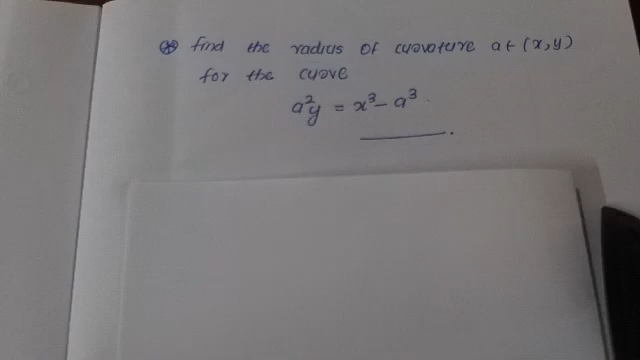 ⊛ find the radius of curvature at (x,y)
for the curve
a²y = x³ - a³.